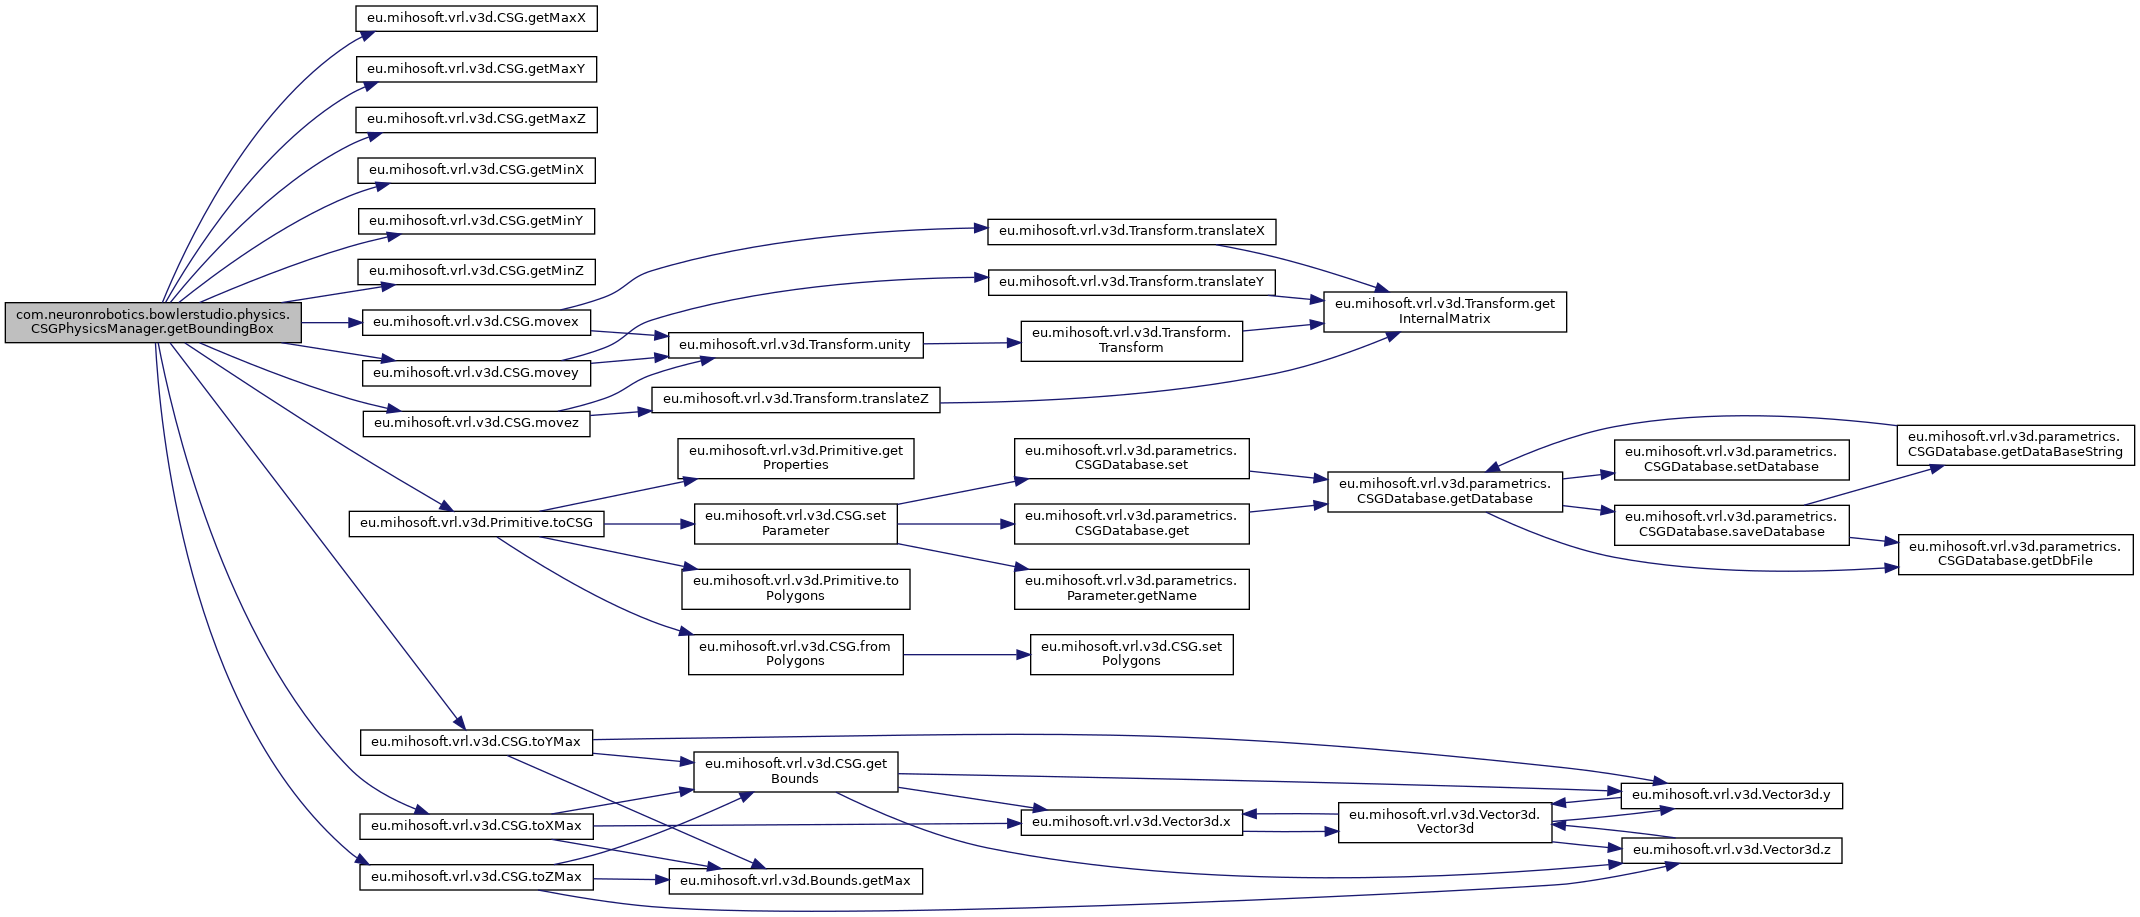 com.neuronrobotics.bowlerstudio.physics.
CSGPhysicsManager.getBoundingBox
eu.mihosoft.vrl.v3d.CSG.getMaxX
eu.mihosoft.vrl.v3d.CSG.getMaxY
eu.mihosoft.vrl.v3d.CSG.getMaxZ
eu.mihosoft.vrl.v3d.CSG.getMinX
eu.mihosoft.vrl.v3d.CSG.getMinY
eu.mihosoft.vrl.v3d.CSG.getMinZ
eu.mihosoft.vrl.v3d.CSG.movex
eu.mihosoft.vrl.v3d.CSG.movey
eu.mihosoft.vrl.v3d.CSG.movez
eu.mihosoft.vrl.v3d.Primitive.toCSG
eu.mihosoft.vrl.v3d.CSG.toYMax
eu.mihosoft.vrl.v3d.CSG.toXMax
eu.mihosoft.vrl.v3d.CSG.toZMax
eu.mihosoft.vrl.v3d.Transform.unity
eu.mihosoft.vrl.v3d.Transform.translateZ
eu.mihosoft.vrl.v3d.Primitive.get
Properties
eu.mihosoft.vrl.v3d.CSG.set
Parameter
eu.mihosoft.vrl.v3d.Primitive.to
Polygons
eu.mihosoft.vrl.v3d.CSG.from
Polygons
eu.mihosoft.vrl.v3d.CSG.get
Bounds
eu.mihosoft.vrl.v3d.Bounds.getMax
eu.mihosoft.vrl.v3d.Transform.translateX
eu.mihosoft.vrl.v3d.Transform.translateY
eu.mihosoft.vrl.v3d.Transform.
Transform
eu.mihosoft.vrl.v3d.parametrics.
CSGDatabase.set
eu.mihosoft.vrl.v3d.parametrics.
CSGDatabase.get
eu.mihosoft.vrl.v3d.parametrics.
Parameter.getName
eu.mihosoft.vrl.v3d.CSG.set
Polygons
eu.mihosoft.vrl.v3d.Vector3d.x
eu.mihosoft.vrl.v3d.Transform.get
InternalMatrix
eu.mihosoft.vrl.v3d.parametrics.
CSGDatabase.getDatabase
eu.mihosoft.vrl.v3d.Vector3d.
Vector3d
eu.mihosoft.vrl.v3d.parametrics.
CSGDatabase.setDatabase
eu.mihosoft.vrl.v3d.parametrics.
CSGDatabase.saveDatabase
eu.mihosoft.vrl.v3d.Vector3d.y
eu.mihosoft.vrl.v3d.Vector3d.z
eu.mihosoft.vrl.v3d.parametrics.
CSGDatabase.getDataBaseString
eu.mihosoft.vrl.v3d.parametrics.
CSGDatabase.getDbFile